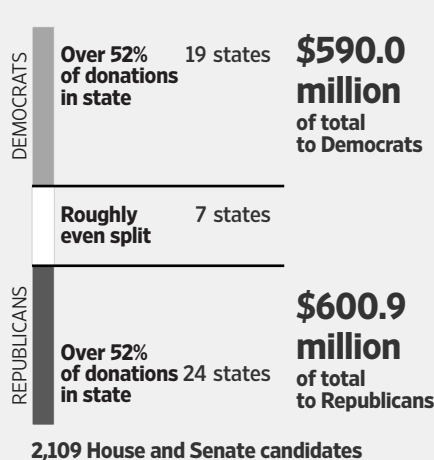 DEMOCRATS
Over 52%
of donations
in state
19 states
$590.0
million
of total
to Democrats
Roughly
even split
7 states
REPUBLICANS
Over 52%
of donations
in state
24 states
$600.9
million
of total
to Republicans
2,109 House and Senate candidates